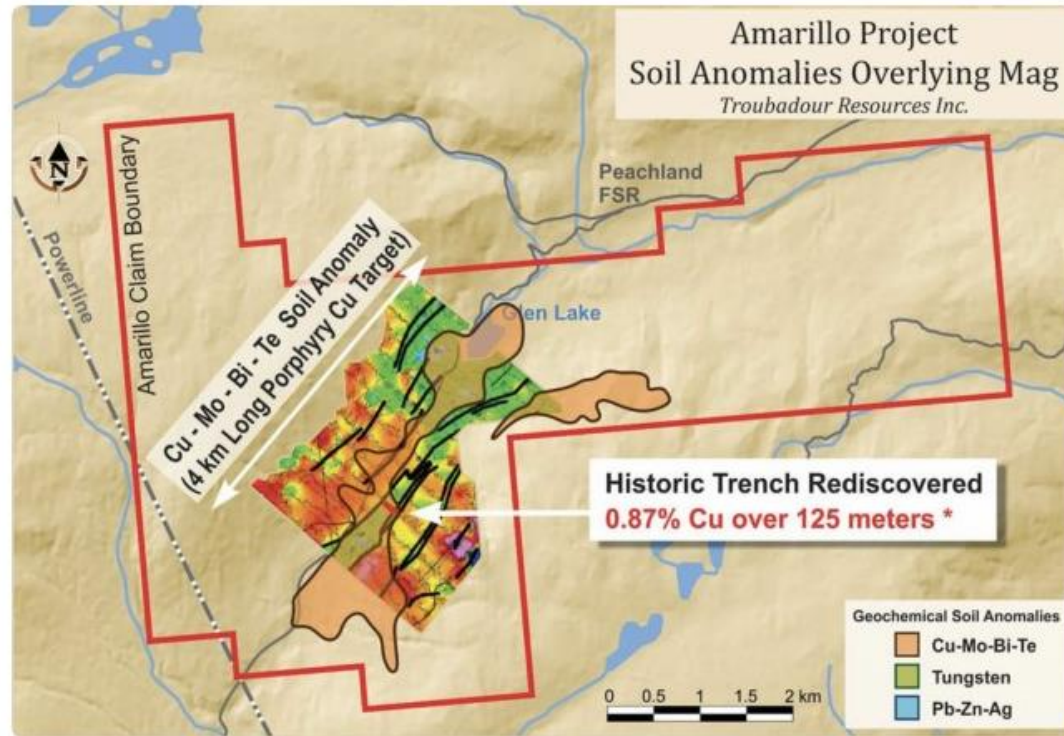 Amarillo Project
Soil Anomalies Overlying Mag
Troubadour Resources Inc.
N
Peachland
FSR
Amarillo Claim Boundary
Powerline
Cu - Mo - Bi - Te Soil Anomaly
(4 km Long Porphyry Cu Target)
Glen Lake
Historic Trench Rediscovered
0.87% Cu over 125 meters *
Geochemical Soil Anomalies
Cu-Mo-Bi-Te
Tungsten
Pb-Zn-Ag
0 0.5 1 1.5 2 km